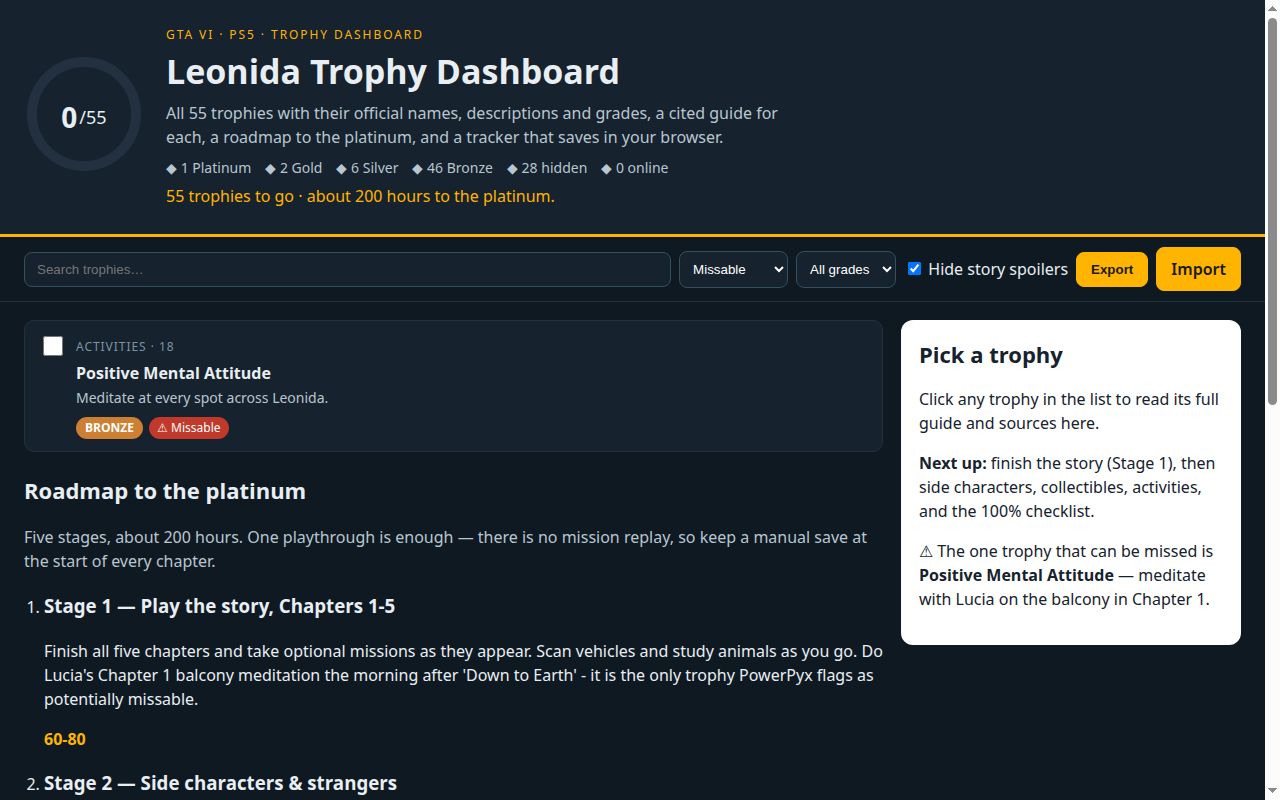 GTA VI · PS5 · TROPHY DASHBOARD
Leonida Trophy Dashboard
0/55
All 55 trophies with their official names, descriptions and grades, a cited guide for
each, a roadmap to the platinum, and a tracker that saves in your browser.
◆ 1 Platinum ◆ 2 Gold ◆ 6 Silver ◆ 46 Bronze ◆ 28 hidden ◆ 0 online
55 trophies to go · about 200 hours to the platinum.
Search trophies… Missable All grades Hide story spoilers Export Import
ACTIVITIES · 18
Positive Mental Attitude
Meditate at every spot across Leonida.
BRONZE ⚠ Missable
Roadmap to the platinum
Five stages, about 200 hours. One playthrough is enough — there is no mission replay, so keep a manual save at
the start of every chapter.
1. Stage 1 — Play the story, Chapters 1-5
Finish all five chapters and take optional missions as they appear. Scan vehicles and study animals as you go. Do
Lucia's Chapter 1 balcony meditation the morning after 'Down to Earth' - it is the only trophy PowerPyx flags as
potentially missable.
60-80
2. Stage 2 — Side characters & strangers
Pick a trophy
Click any trophy in the list to read its full
guide and sources here.
Next up: finish the story (Stage 1), then
side characters, collectibles, activities,
and the 100% checklist.
⚠ The one trophy that can be missed is
Positive Mental Attitude — meditate
with Lucia on the balcony in Chapter 1.